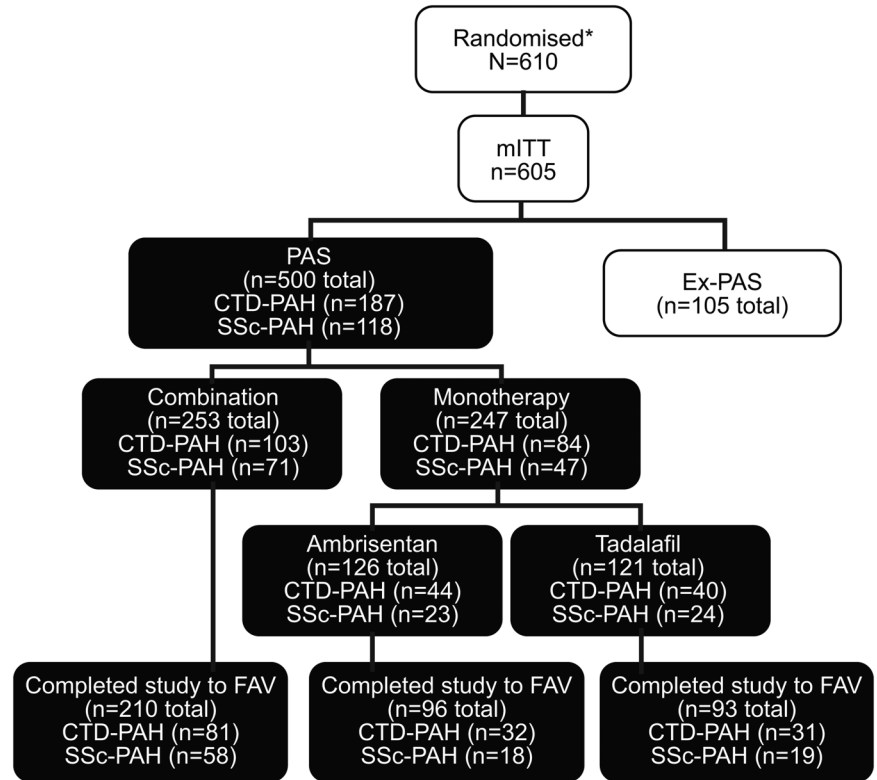 Randomised*
N=610
mITT
n=605
PAS
(n=500 total)
CTD-PAH (n=187)
SSc-PAH (n=118)
Ex-PAS
(n=105 total)
Combination
(n=253 total)
CTD-PAH (n=103)
SSc-PAH (n=71)
Monotherapy
(n=247 total)
CTD-PAH (n=84)
SSc-PAH (n=47)
Ambrisentan
(n=126 total)
CTD-PAH (n=44)
SSc-PAH (n=23)
Tadalafil
(n=121 total)
CTD-PAH (n=40)
SSc-PAH (n=24)
Completed study to FAV
(n=210 total)
CTD-PAH (n=81)
SSc-PAH (n=58)
Completed study to FAV
(n=96 total)
CTD-PAH (n=32)
SSc-PAH (n=18)
Completed study to FAV
(n=93 total)
CTD-PAH (n=31)
SSc-PAH (n=19)